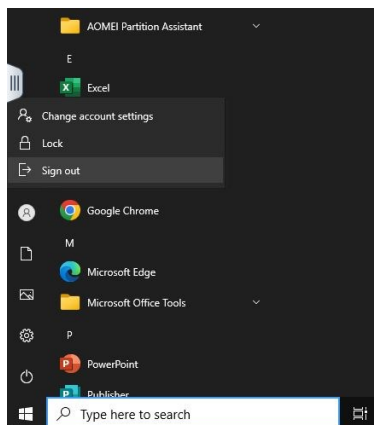 AOMEI Partition Assistant
E
Excel
Change account settings
Lock
Sign out
Google Chrome
M
Microsoft Edge
Microsoft Office Tools
P
PowerPoint
Publisher
Type here to search